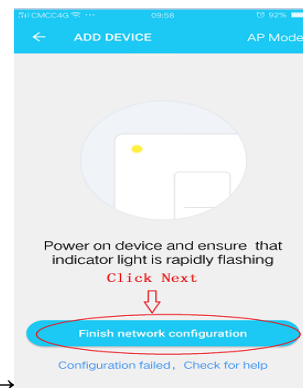 CMCC4G ··· 09:58 92%
← ADD DEVICE AP Mode
Power on device and ensure that
indicator light is rapidly flashing
Click Next
Finish network configuration
Configuration failed, Check for help
→